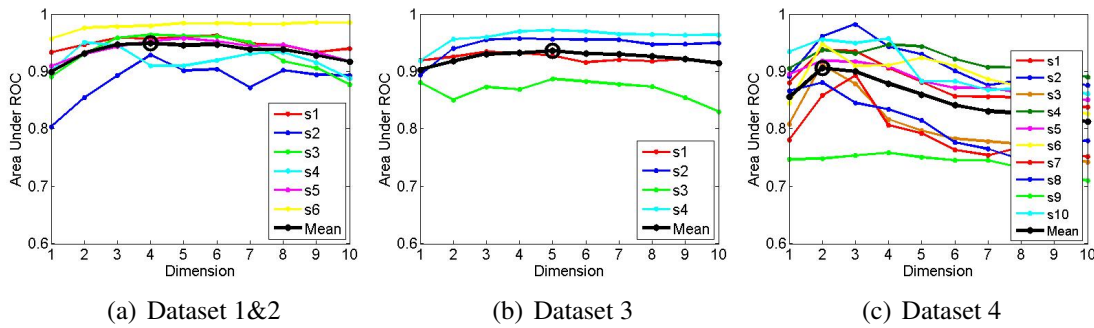 Area Under ROC
1
0.9
0.8
0.7
0.6
1 2 3 4 5 6 7 8 9 10
Dimension
s1
s2
s3
s4
s5
s6
Mean
(a) Dataset 1&2
Area Under ROC
1
0.9
0.8
0.7
0.6
1 2 3 4 5 6 7 8 9 10
Dimension
s1
s2
s3
s4
Mean
(b) Dataset 3
Area Under ROC
1
0.9
0.8
0.7
0.6
1 2 3 4 5 6 7 8 9 10
Dimension
s1
s2
s3
s4
s5
s6
s7
s8
s9
s10
Mean
(c) Dataset 4